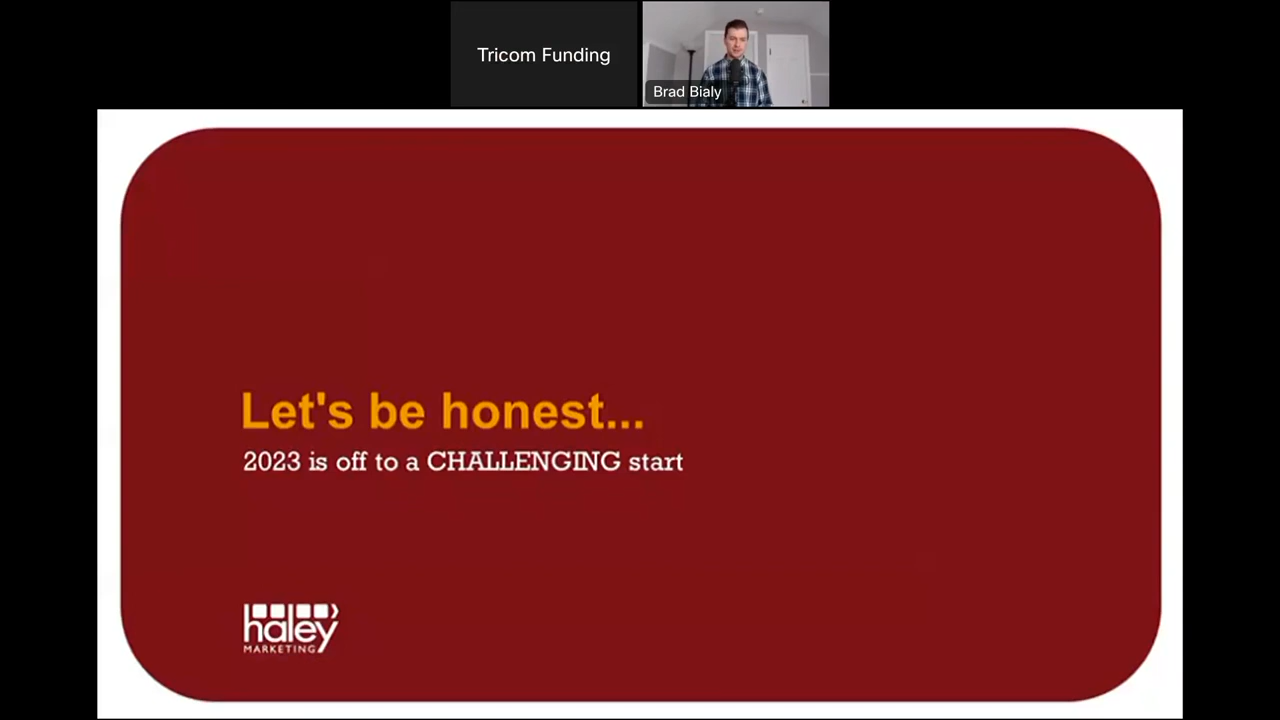 Tricom Funding
Brad Bialy
Let's be honest...
2023 is off to a CHALLENGING start
haley
MARKETING